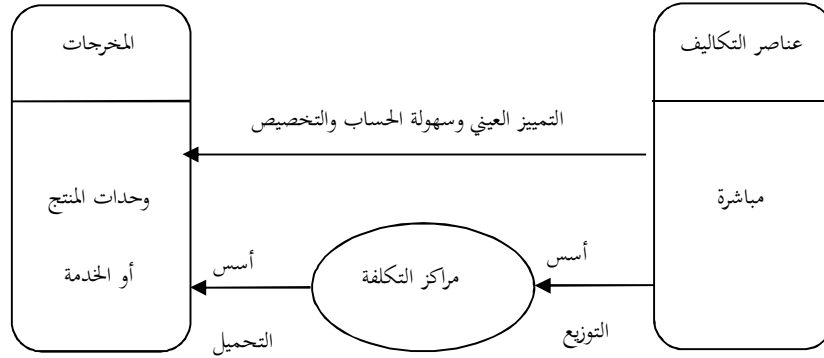 عناصر التكاليف
المخرجات
التمييز العيني وسهولة الحساب والتخصيص
مباشرة
وحدات المنتج
أو الخدمة
أسس
التوزيع
مراكز التكلفة
أسس
التحميل